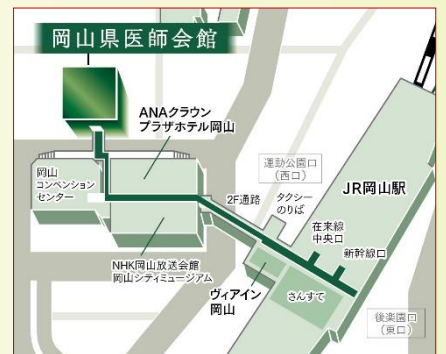 岡山県医師会館
ANAクラウン
プラザホテル岡山
岡山
コンベンション
センター
運動公園口
(西口)
2F通路
タクシー
のりば
JR岡山駅
在来線
中央口
新幹線口
NHK岡山放送会館
岡山シティミュージアム
ヴィアイン
岡山
さんすて
後楽園口
(東口)